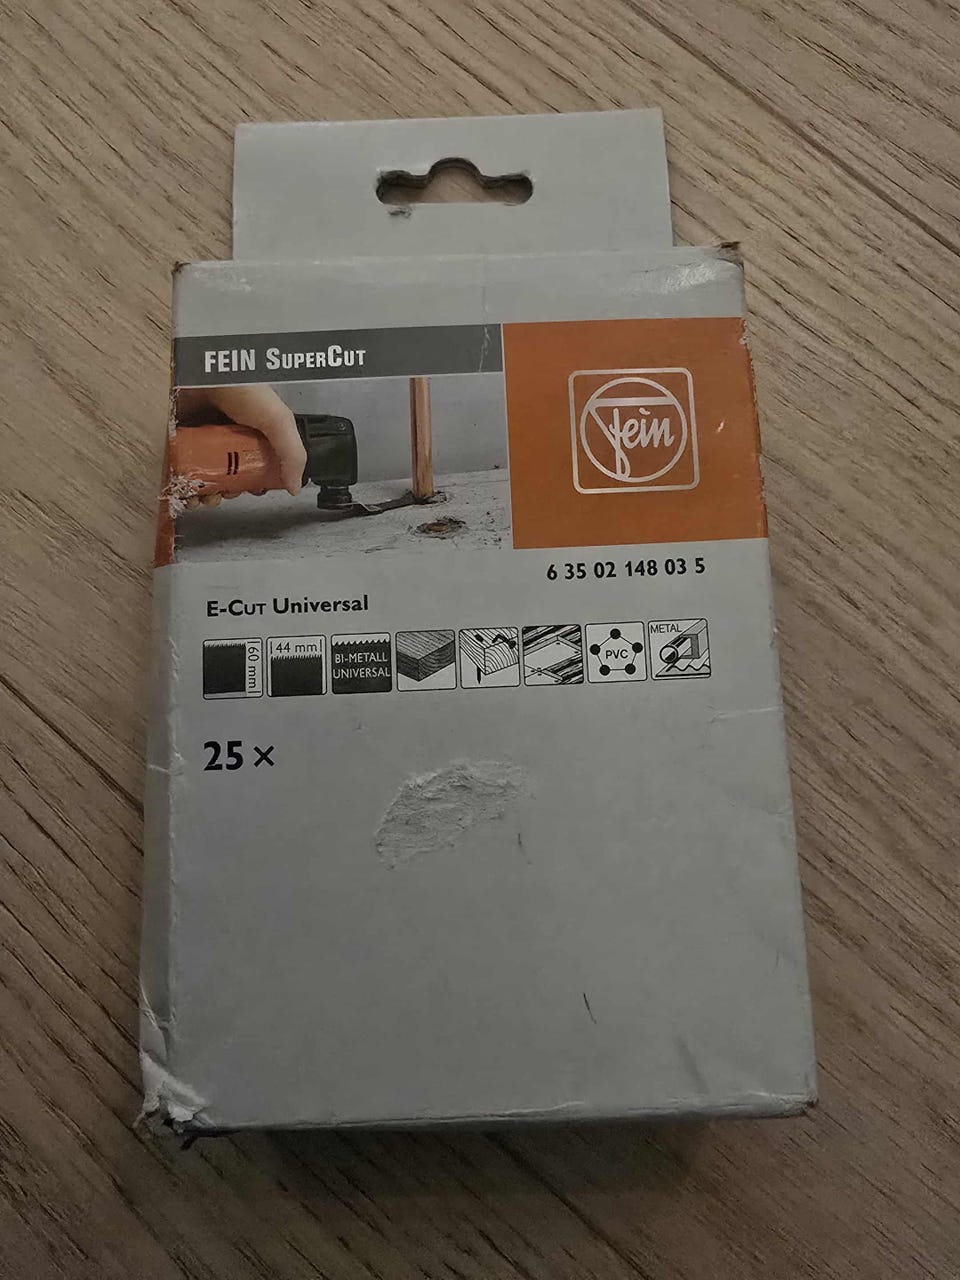 FEIN SUPERCUT
fein
6 35 02 148 03 5
E-CUT Universal
60 mm
44 mm
BI-METALL
UNIVERSAL
PVC
METAL
25 ×